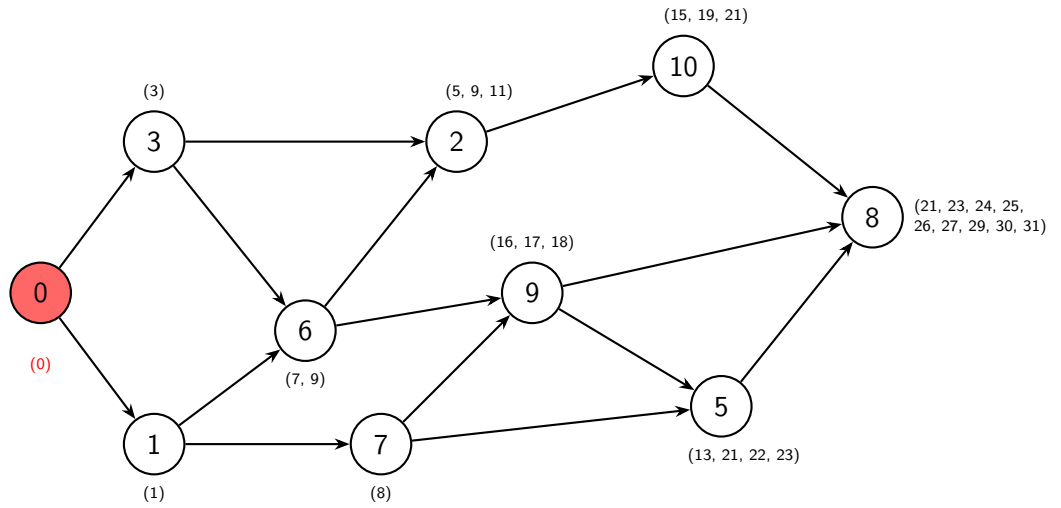 (15, 19, 21)
10
(3)
(5, 9, 11)
3
2
(21, 23, 24, 25,
26, 27, 29, 30, 31)
8
(16, 17, 18)
0
9
6
(0)
(7, 9)
5
1
7
(13, 21, 22, 23)
(1)
(8)